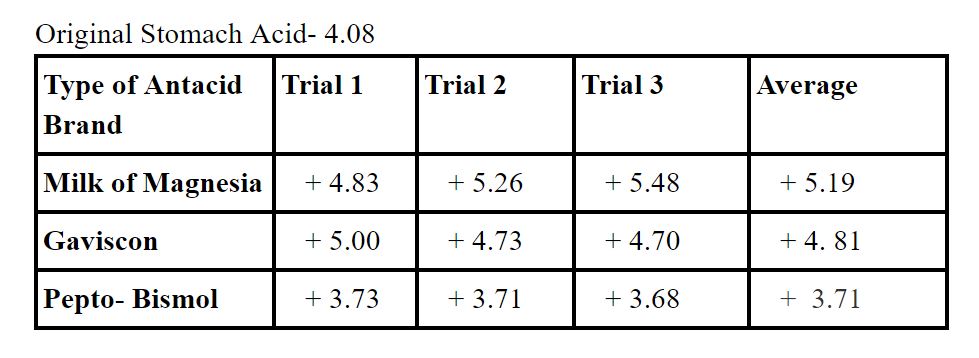 Original Stomach Acid- 4.08
Type of Antacid Brand Trial 1 Trial 2 Trial 3 Average
Milk of Magnesia + 4.83 + 5.26 + 5.48 + 5.19
Gaviscon + 5.00 + 4.73 + 4.70 + 4. 81
Pepto- Bismol + 3.73 + 3.71 + 3.68 + 3.71